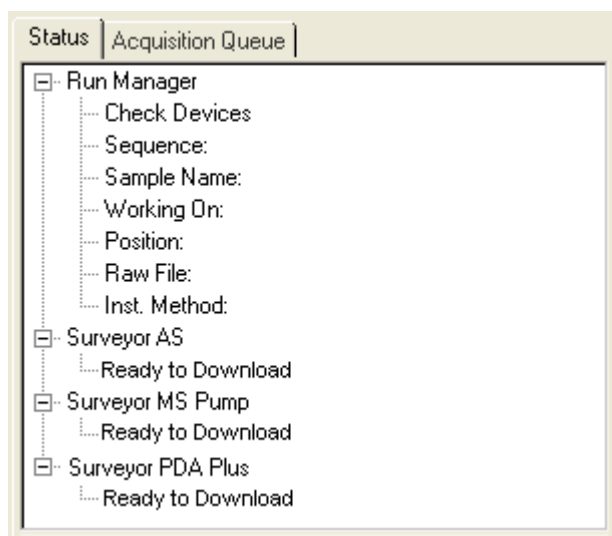 Status Acquisition Queue
Run Manager
Check Devices
Sequence:
Sample Name:
Working On:
Position:
Raw File:
Inst. Method:
Surveyor AS
Ready to Download
Surveyor MS Pump
Ready to Download
Surveyor PDA Plus
Ready to Download